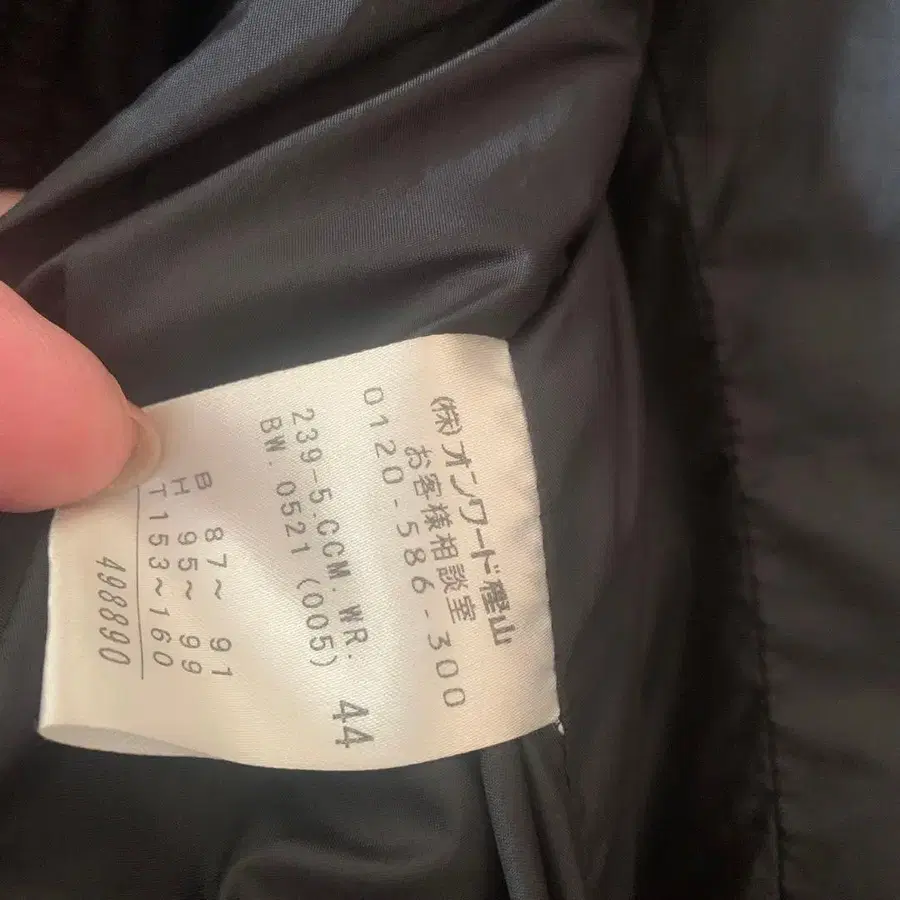 (株)オンワード樫山
お客様相談室
0120-586-300
44
239-5.CCM.WR:
BW.0521 (005)
B 87~ 91
H 95~ 99
T153~160
498890